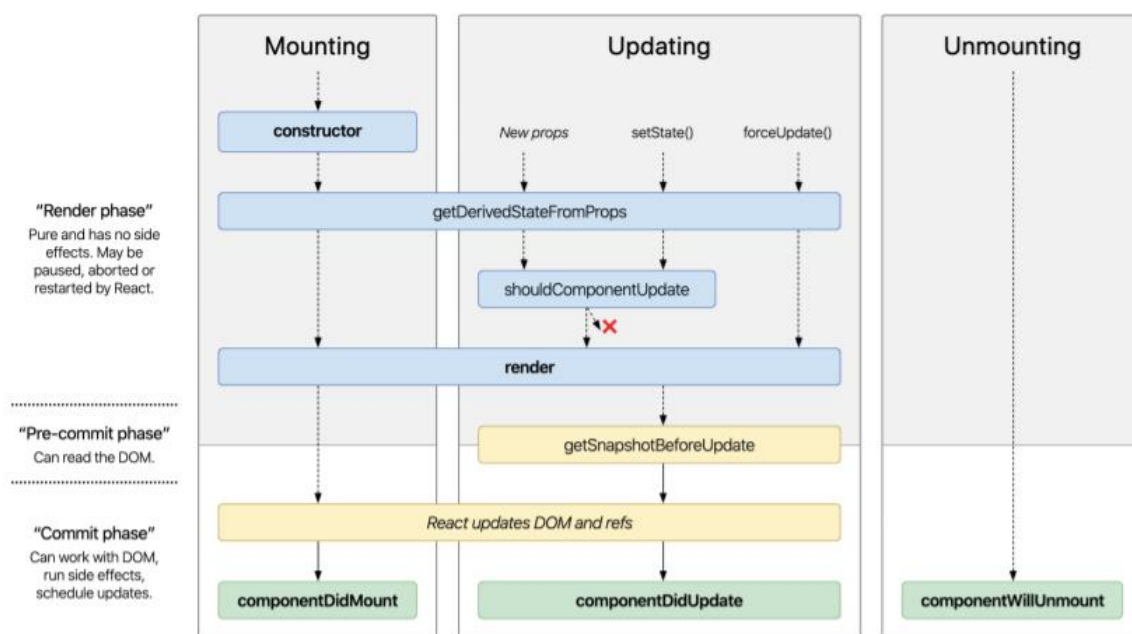 Mounting
Updating
Unmounting
constructor
New props
setState()
forceUpdate()
“Render phase”
Pure and has no side
effects. May be
paused, aborted or
restarted by React.
getDerivedStateFromProps
shouldComponentUpdate
render
“Pre-commit phase”
Can read the DOM.
getSnapshotBeforeUpdate
“Commit phase”
Can work with DOM,
run side effects,
schedule updates.
React updates DOM and refs
componentDidMount
componentDidUpdate
componentWillUnmount